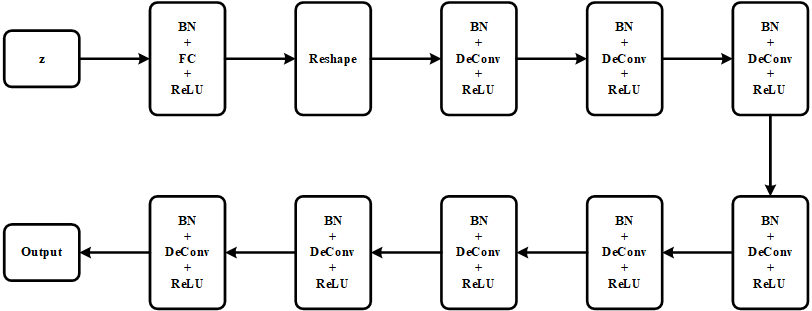 z
BN
+
FC
+
ReLU
Reshape
BN
+
DeConv
+
ReLU
BN
+
DeConv
+
ReLU
BN
+
DeConv
+
ReLU
BN
+
DeConv
+
ReLU
BN
+
DeConv
+
ReLU
BN
+
DeConv
+
ReLU
BN
+
DeConv
+
ReLU
BN
+
DeConv
+
ReLU
Output